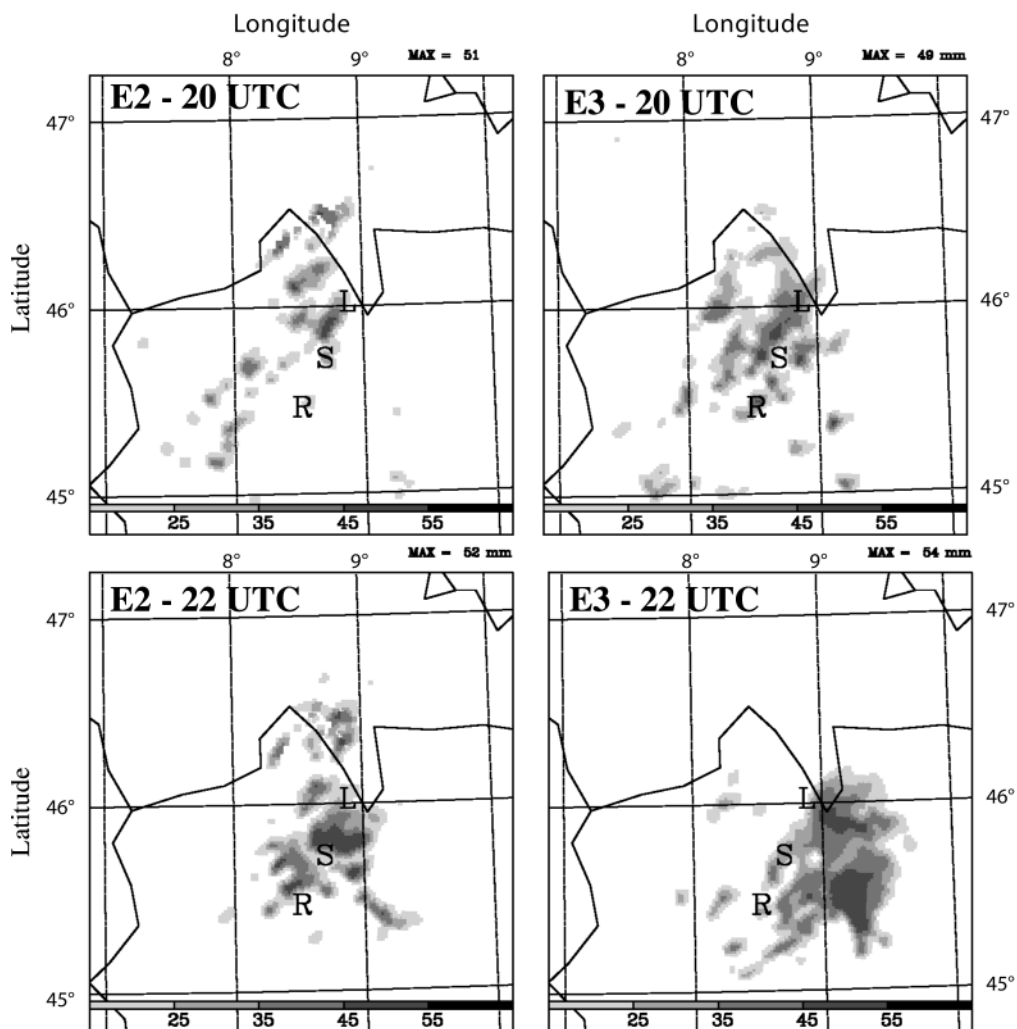 Longitude Longitude
8° 9° MAX = 51 8° 9° MAX = 49 mm
E2 - 20 UTC E3 - 20 UTC
47° 47°
Latitude
46° L L 46°
S S
R R
45° 45°
25 35 45 55 25 35 45 55
8° 9° MAX = 52 mm 8° 9° MAX = 54 mm
E2 - 22 UTC E3 - 22 UTC
47° 47°
Latitude
46° L L 46°
S S
R R
45° 45°
25 35 45 55 25 35 45 55